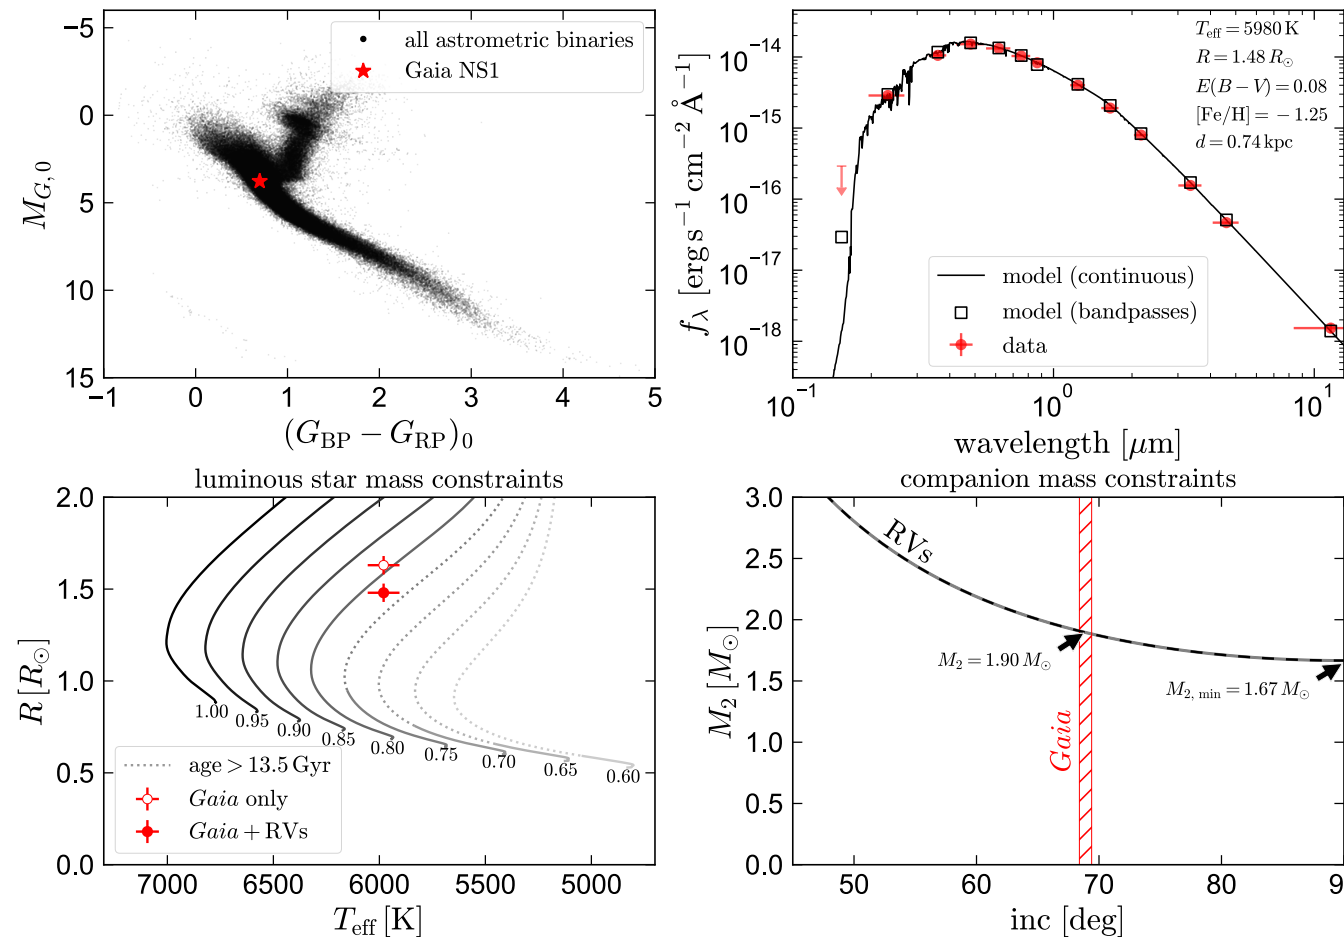 all astrometric binaries
Gaia NS1
−5
0
5
10
15
M_{G,0}
−1
0
1
2
3
4
5
(G_BP − G_RP)_0
T_eff = 5980 K
R = 1.48 R_⊙
E(B − V) = 0.08
[Fe/H] = −1.25
d = 0.74 kpc
10^−14
10^−15
10^−16
10^−17
10^−18
f_λ [erg s^−1 cm^−2 Å^−1]
model (continuous)
model (bandpasses)
data
10^−1
10^0
10^1
wavelength [μm]
luminous star mass constraints
2.0
1.5
1.0
0.5
0.0
R [R_⊙]
1.00
0.95
0.90
0.85
0.80
0.75
0.70
0.65
0.60
age > 13.5 Gyr
Gaia only
Gaia + RVs
7000
6500
6000
5500
5000
T_eff [K]
companion mass constraints
3.0
2.5
2.0
1.5
1.0
0.5
0.0
M_2 [M_⊙]
RVs
M_2 = 1.90 M_⊙
M_{2, min} = 1.67 M_⊙
Gaia
50
60
70
80
9
inc [deg]